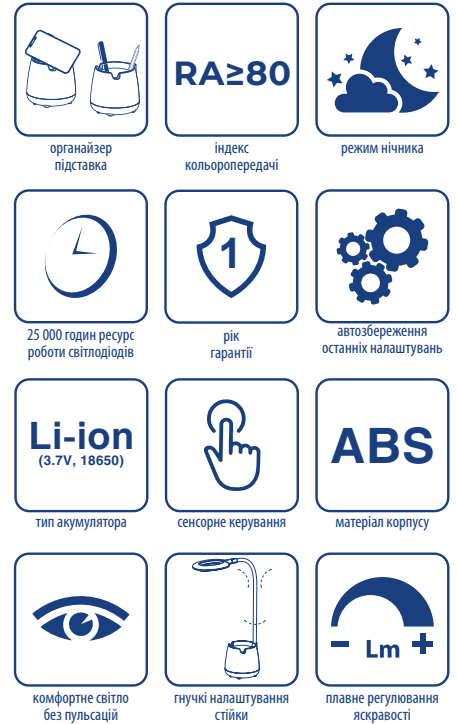 RA≥80
органайзер
підставка
індекс
кольоропередачі
режим нічника
1
25 000 годин ресурс
роботи світлодіодів
рік
гарантії
автозбереження
останніх налаштувань
Li-ion
(3.7V, 18650)
ABS
тип акумулятора
сенсорне керування
матеріал корпусу
Lm
комфортне світло
без пульсацій
гнучкі налаштування
стійки
плавне регулювання
яскравості